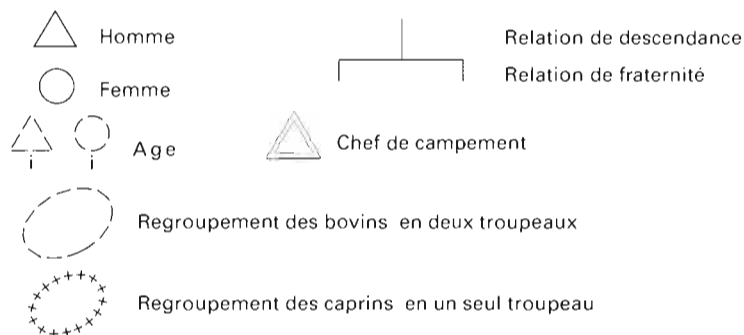 Homme
Relation de descendance
Relation de fraternité
Femme
i i Age
Chef de campement
Regroupement des bovins en deux troupeaux
Regroupement des caprins en un seul troupeau